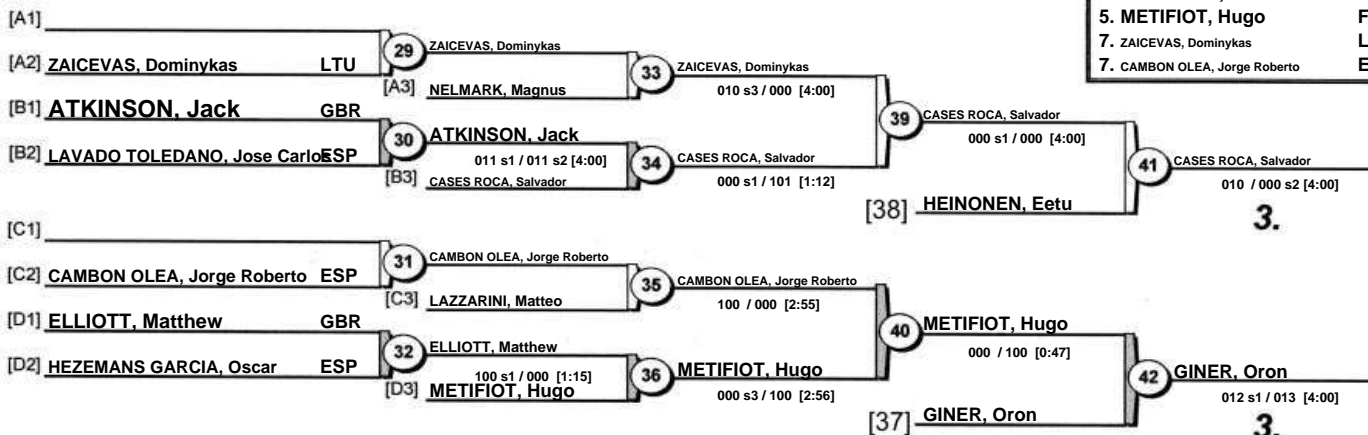 5. METIFIOT, Hugo F
7. ZAICEVAS, Dominykas L
7. CAMBON OLEA, Jorge Roberto E
[A1]
[A2] ZAICEVAS, Dominykas LTU
29
ZAICEVAS, Dominykas
[A3] NELMARK, Magnus
33
ZAICEVAS, Dominykas
010 s3 / 000 [4:00]
[B1] ATKINSON, Jack GBR
[B2] LAVADO TOLEDANO, Jose Carlos ESP
30
ATKINSON, Jack
011 s1 / 011 s2 [4:00]
[B3] CASES ROCA, Salvador
34
CASES ROCA, Salvador
000 s1 / 101 [1:12]
39
CASES ROCA, Salvador
000 s1 / 000 [4:00]
[38] HEINONEN, Eetu
41
CASES ROCA, Salvador
010 / 000 s2 [4:00]
3.
[C1]
[C2] CAMBON OLEA, Jorge Roberto ESP
31
CAMBON OLEA, Jorge Roberto
[C3] LAZZARINI, Matteo
35
CAMBON OLEA, Jorge Roberto
100 / 000 [2:55]
[D1] ELLIOTT, Matthew GBR
[D2] HEZEMANS GARCIA, Oscar ESP
32
ELLIOTT, Matthew
100 s1 / 000 [1:15]
[D3] METIFIOT, Hugo
36
METIFIOT, Hugo
000 s3 / 100 [2:56]
40
METIFIOT, Hugo
000 / 100 [0:47]
[37] GINER, Oron
42
GINER, Oron
012 s1 / 013 [4:00]
3.